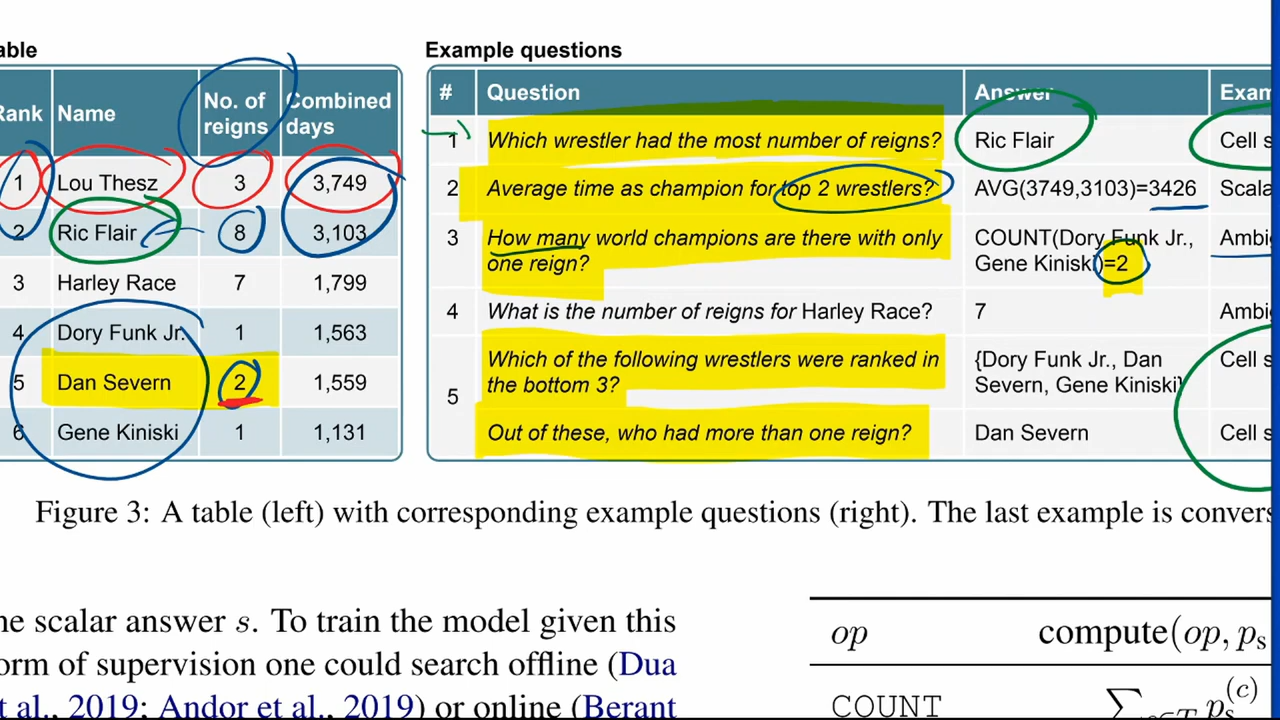 able
Rank Name No. of reigns Combined days
1 Lou Thesz 3 3,749
2 Ric Flair 8 3,103
3 Harley Race 7 1,799
4 Dory Funk Jr. 1 1,563
5 Dan Severn 2 1,559
6 Gene Kiniski 1 1,131
Example questions
# Question Answer Exam
1 Which wrestler had the most number of reigns? Ric Flair Cell s
2 Average time as champion for top 2 wrestlers? AVG(3749,3103)=3426 Scala
3 How many world champions are there with only
one reign?
COUNT(Dory Funk Jr.,
Gene Kiniski)=2
Ambig
4 What is the number of reigns for Harley Race? 7 Ambig
5
Which of the following wrestlers were ranked in
the bottom 3?
{Dory Funk Jr., Dan
Severn, Gene Kiniski}
Cell s
Out of these, who had more than one reign? Dan Severn Cell s
Figure 3: A table (left) with corresponding example questions (right). The last example is convers
ne scalar answer s. To train the model given this
orm of supervision one could search offline (Dua
t al., 2019; Andor et al., 2019) or online (Berant
op compute(op, ps
COUNT ∑c∈T ps(c)